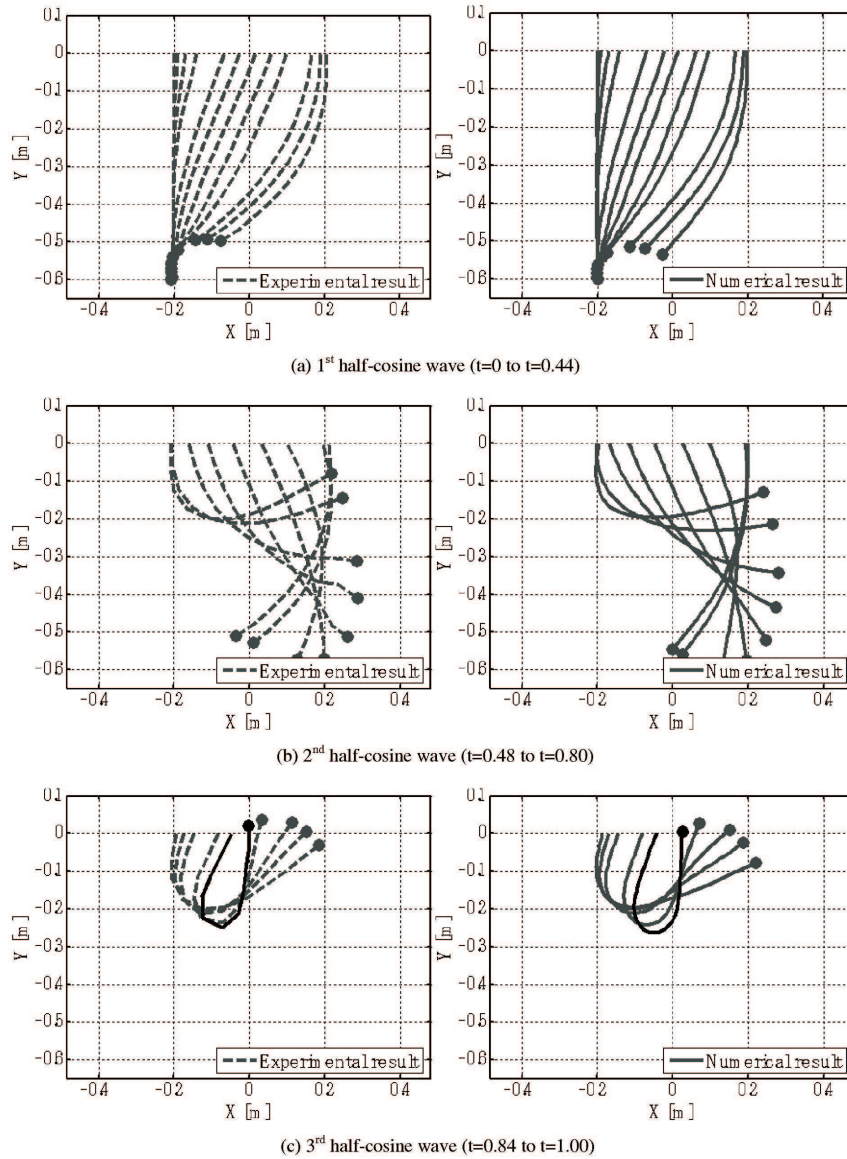 0.1
0
-0.1
-0.2
-0.3
-0.4
-0.5
-0.6
Y [m]
Experimental result
-0.4 -0.2 0 0.2 0.4
X [m]
0.1
0
-0.1
-0.2
-0.3
-0.4
-0.5
-0.6
Y [m]
Numerical result
-0.4 -0.2 0 0.2 0.4
X [m]
(a) 1st half-cosine wave (t=0 to t=0.44)
0.1
0
-0.1
-0.2
-0.3
-0.4
-0.5
-0.6
Y [m]
Experimental result
-0.4 -0.2 0 0.2 0.4
X [m]
0.1
0
-0.1
-0.2
-0.3
-0.4
-0.5
-0.6
Y [m]
Numerical result
-0.4 -0.2 0 0.2 0.4
X [m]
(b) 2nd half-cosine wave (t=0.48 to t=0.80)
0.1
0
-0.1
-0.2
-0.3
-0.4
-0.5
-0.6
Y [m]
Experimental result
-0.4 -0.2 0 0.2 0.4
X [m]
0.1
0
-0.1
-0.2
-0.3
-0.4
-0.5
-0.6
Y [m]
Numerical result
-0.4 -0.2 0 0.2 0.4
X [m]
(c) 3rd half-cosine wave (t=0.84 to t=1.00)